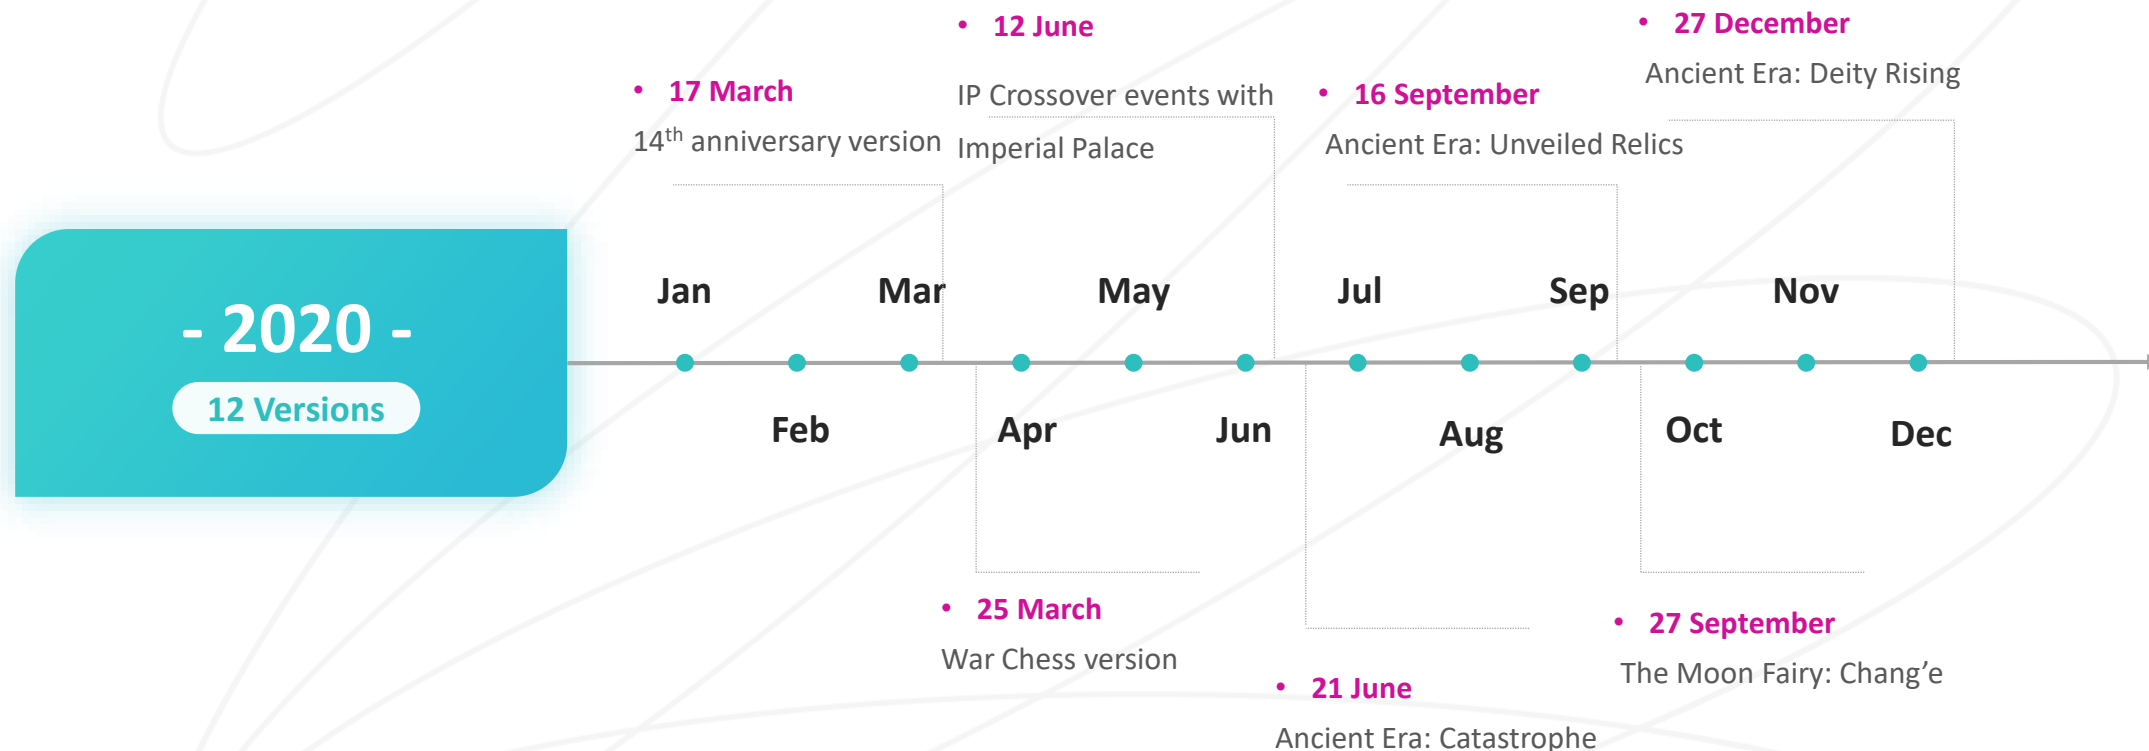 - 2020 -
12 Versions
• 17 March
14th anniversary version
• 12 June
IP Crossover events with
Imperial Palace
• 16 September
Ancient Era: Unveiled Relics
• 27 December
Ancient Era: Deity Rising
Jan
Mar
May
Jul
Sep
Nov
Feb
Apr
Jun
Aug
Oct
Dec
• 25 March
War Chess version
• 21 June
Ancient Era: Catastrophe
• 27 September
The Moon Fairy: Chang’e